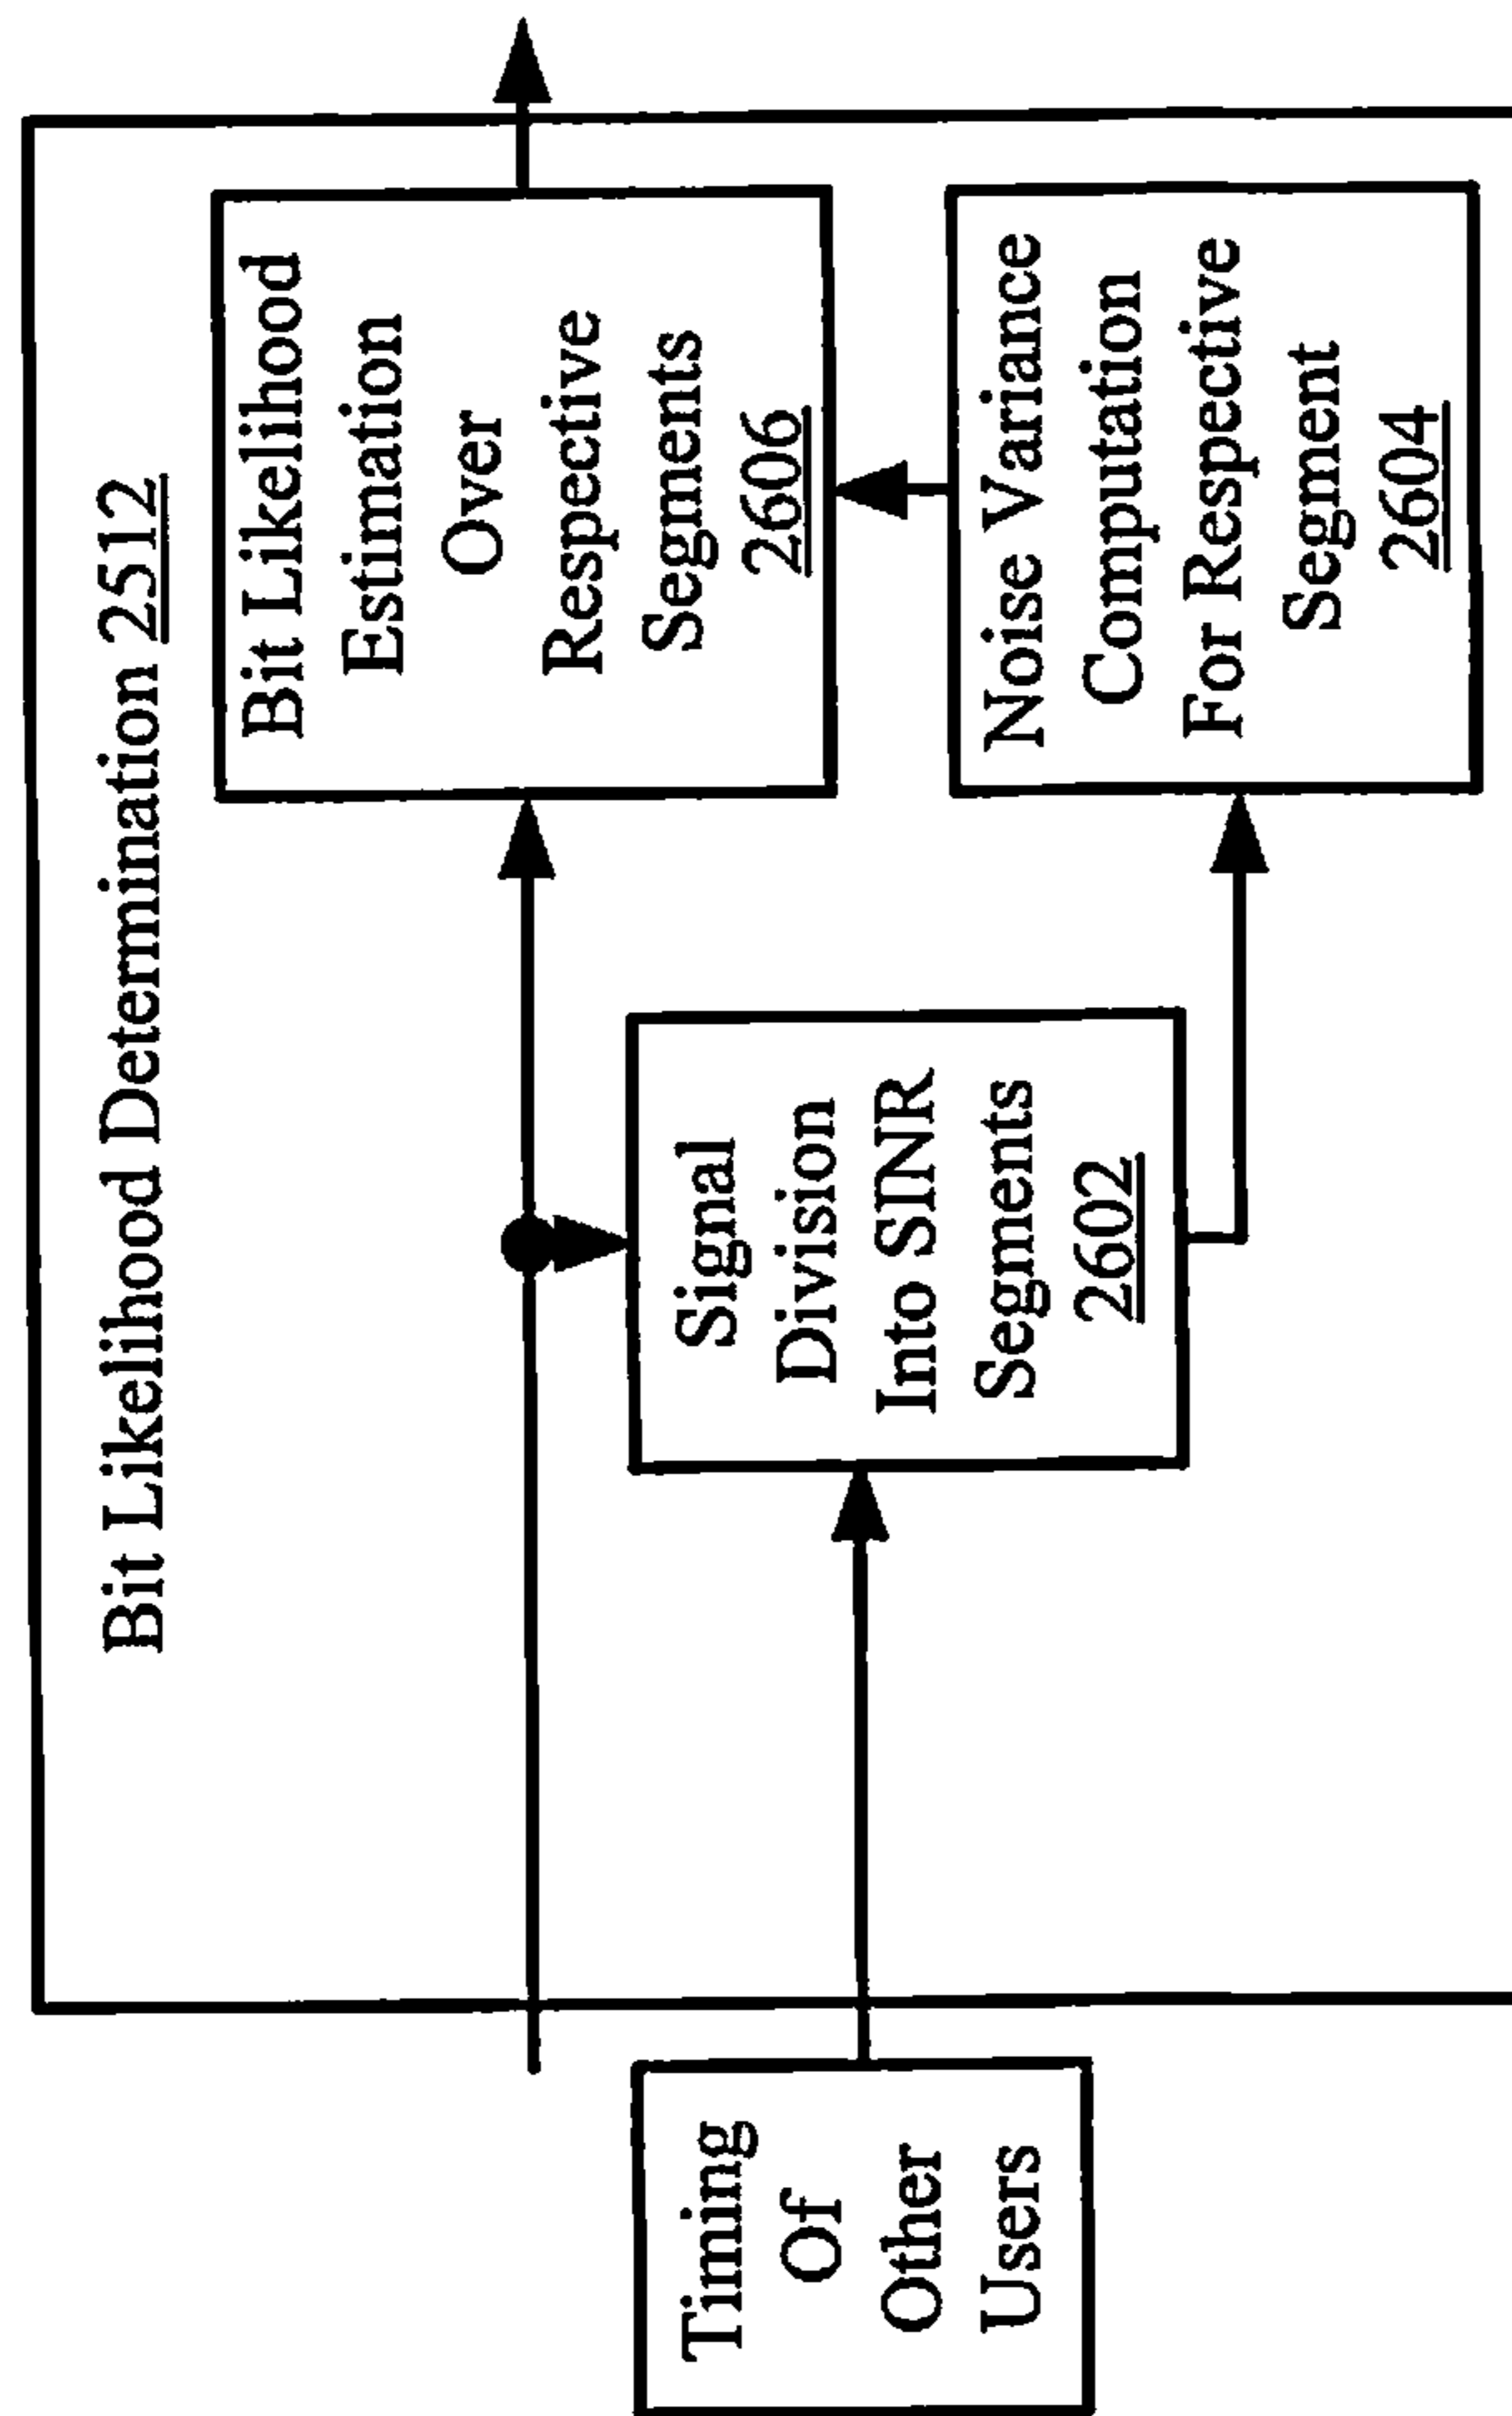 Bit Likelihood Determination 2512
Bit Likelihood
Estimation
Over
Respective
Segments
2606
Signal
Division
Into SINR
Segments
2602
Noise Variance
Computation
For Respective
Segment
2604
Timing
Of
Other
Users